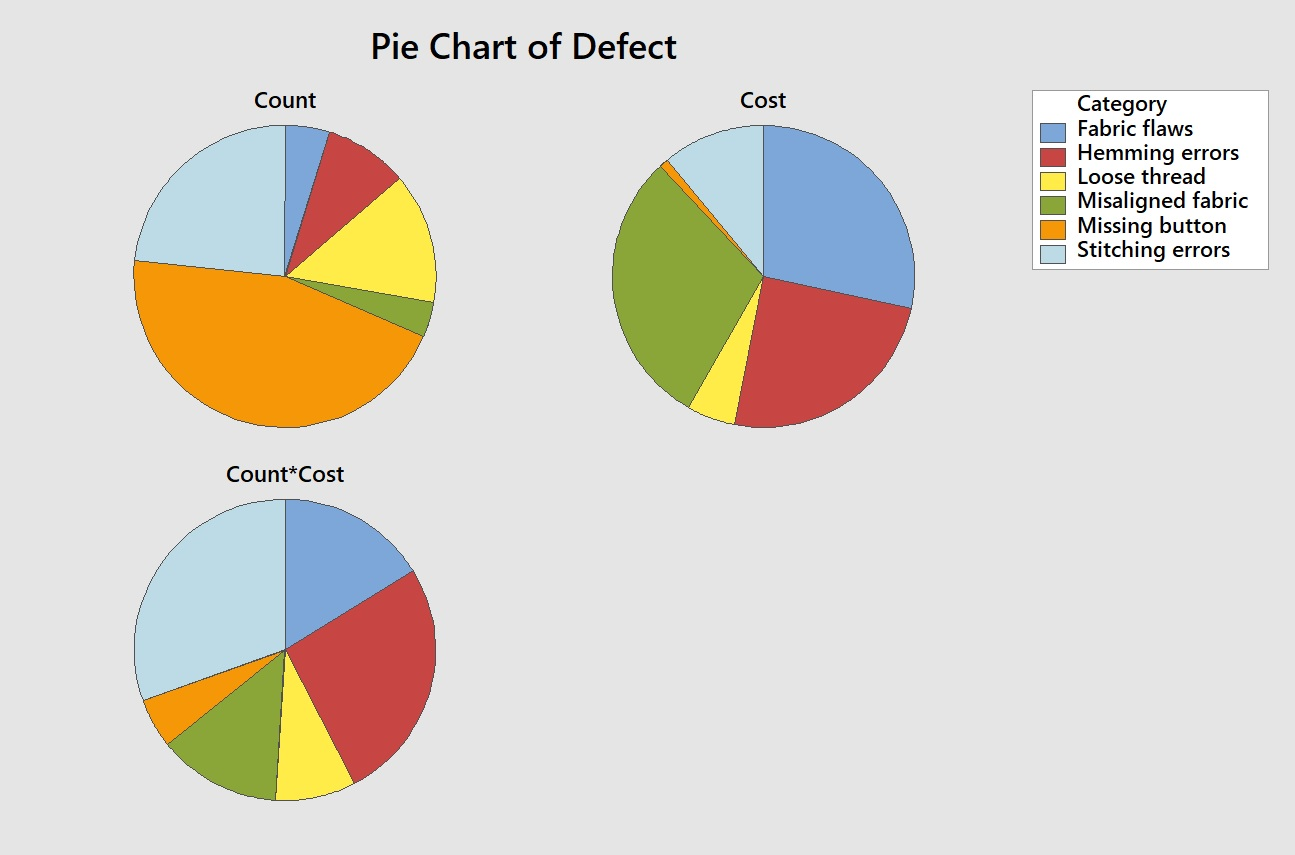 Pie Chart of Defect
Count
Cost
Category
Fabric flaws
Hemming errors
Loose thread
Misaligned fabric
Missing button
Stitching errors
Count*Cost